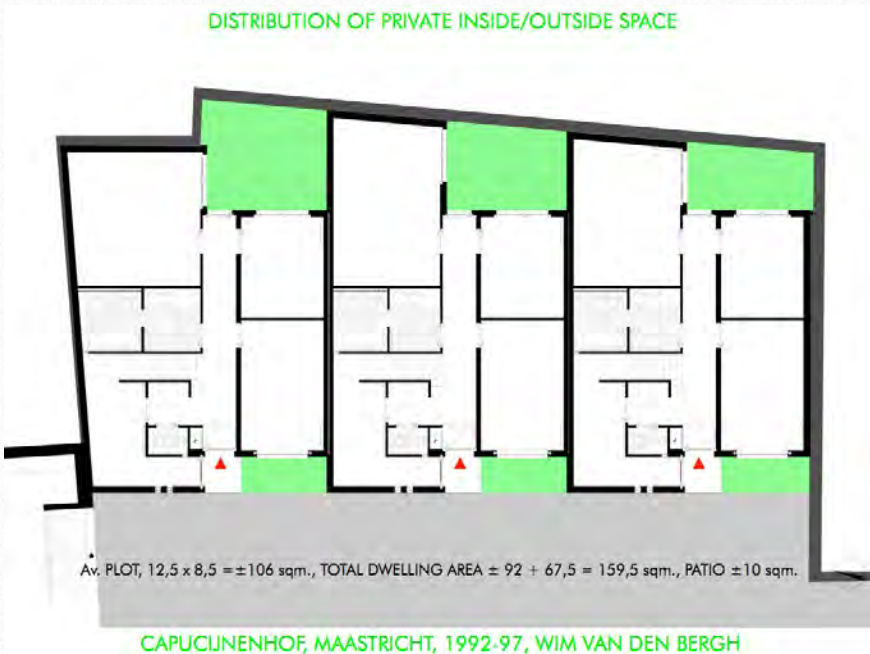 DISTRIBUTION OF PRIVATE INSIDE/OUTSIDE SPACE
Av. PLOT, 12,5 x 8,5 =±106 sqm., TOTAL DWELLING AREA ± 92 + 67,5 = 159,5 sqm., PATIO ±10 sqm.
CAPUCIJNENHOF, MAASTRICHT, 1992-97, WIM VAN DEN BERGH